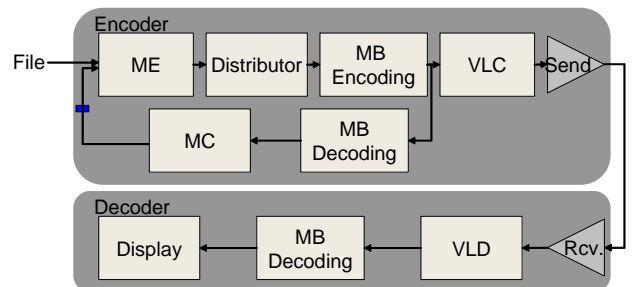 Encoder
File
ME
Distributor
MB
Encoding
VLC
Send
MC
MB
Decoding
Decoder
Display
MB
Decoding
VLD
Rcv.